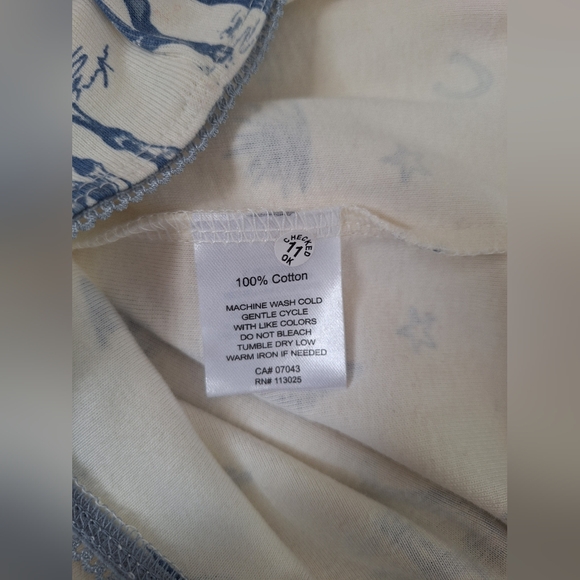 CHECKED
11
OK
100% Cotton
MACHINE WASH COLD
GENTLE CYCLE
WITH LIKE COLORS
DO NOT BLEACH
TUMBLE DRY LOW
WARM IRON IF NEEDED
CA# 07043
RN# 113025